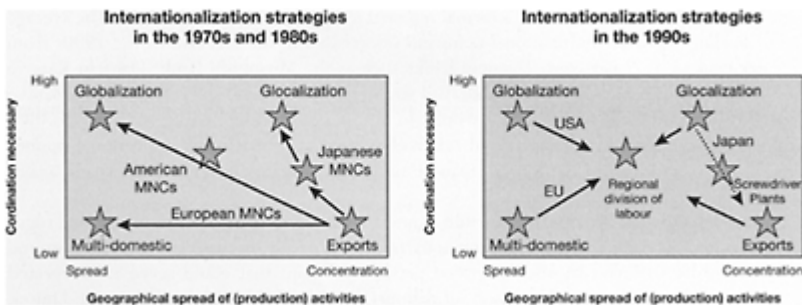 Internationalization strategies
in the 1970s and 1980s
Cordination necessary
High
Low
Globalization
Glocalization
American
MNCs
Japanese
MNCs
European MNCs
Multi-domestic
Exports
Spread
Concentration
Geographical spread of (production) activities
Internationalization strategies
in the 1990s
Cordination necessary
High
Low
Globalization
Glocalization
USA
Japan
EU
Regional
division of
labour
Screwdriver
Plants
Multi-domestic
Exports
Spread
Concentration
Geographical spread of (production) activities